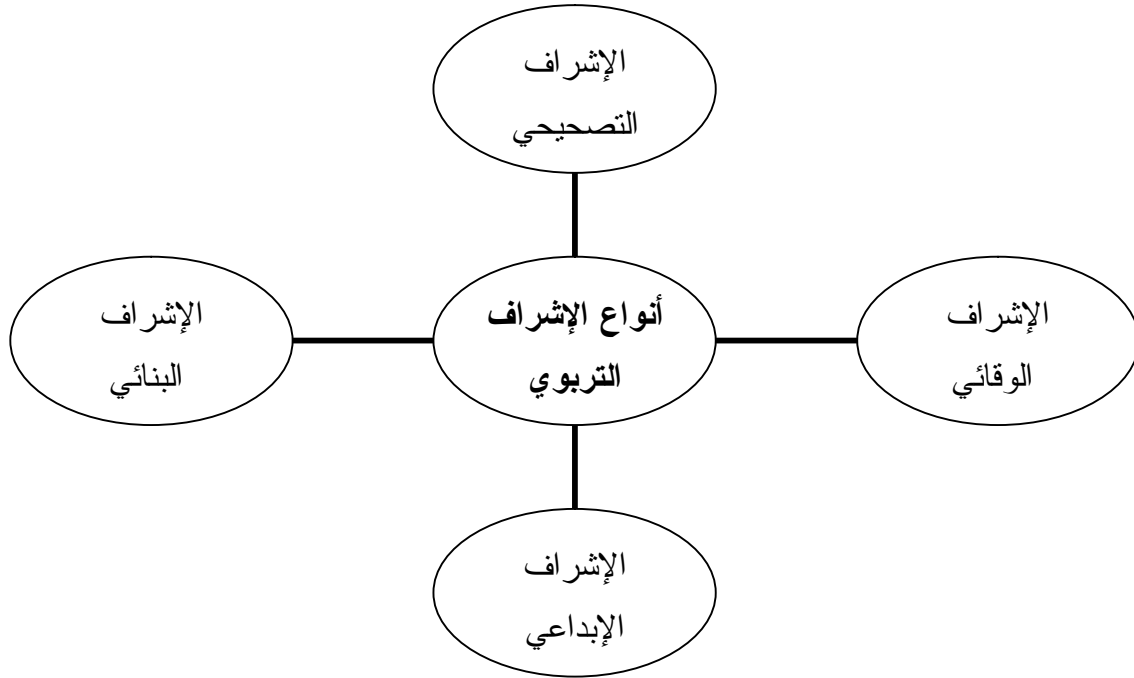 الإشراف
التصحيحي
الإشراف
الوقائي
أنواع الإشراف
التربوي
الإشراف
البنائي
الإشراف
الإبداعي